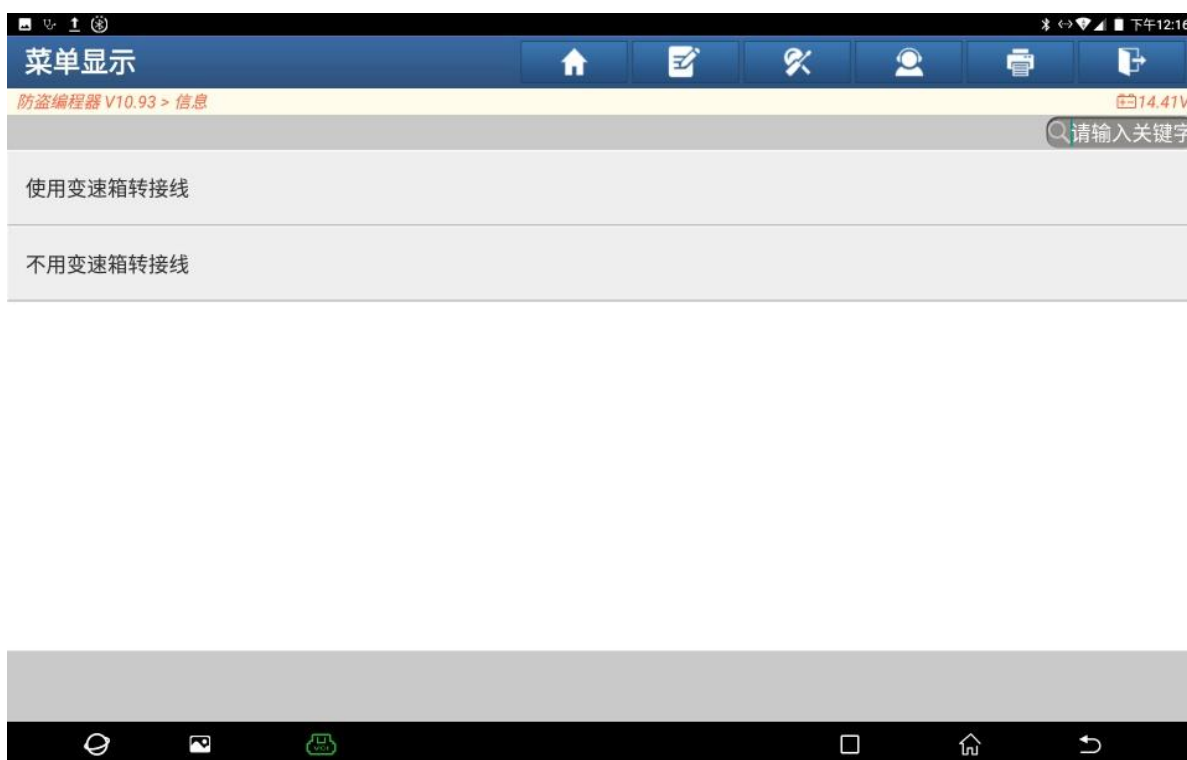 下午12:16
菜单显示
防盗编程器 V10.93 > 信息
14.41V
请输入关键字
使用变速箱转接线
不用变速箱转接线
VCI